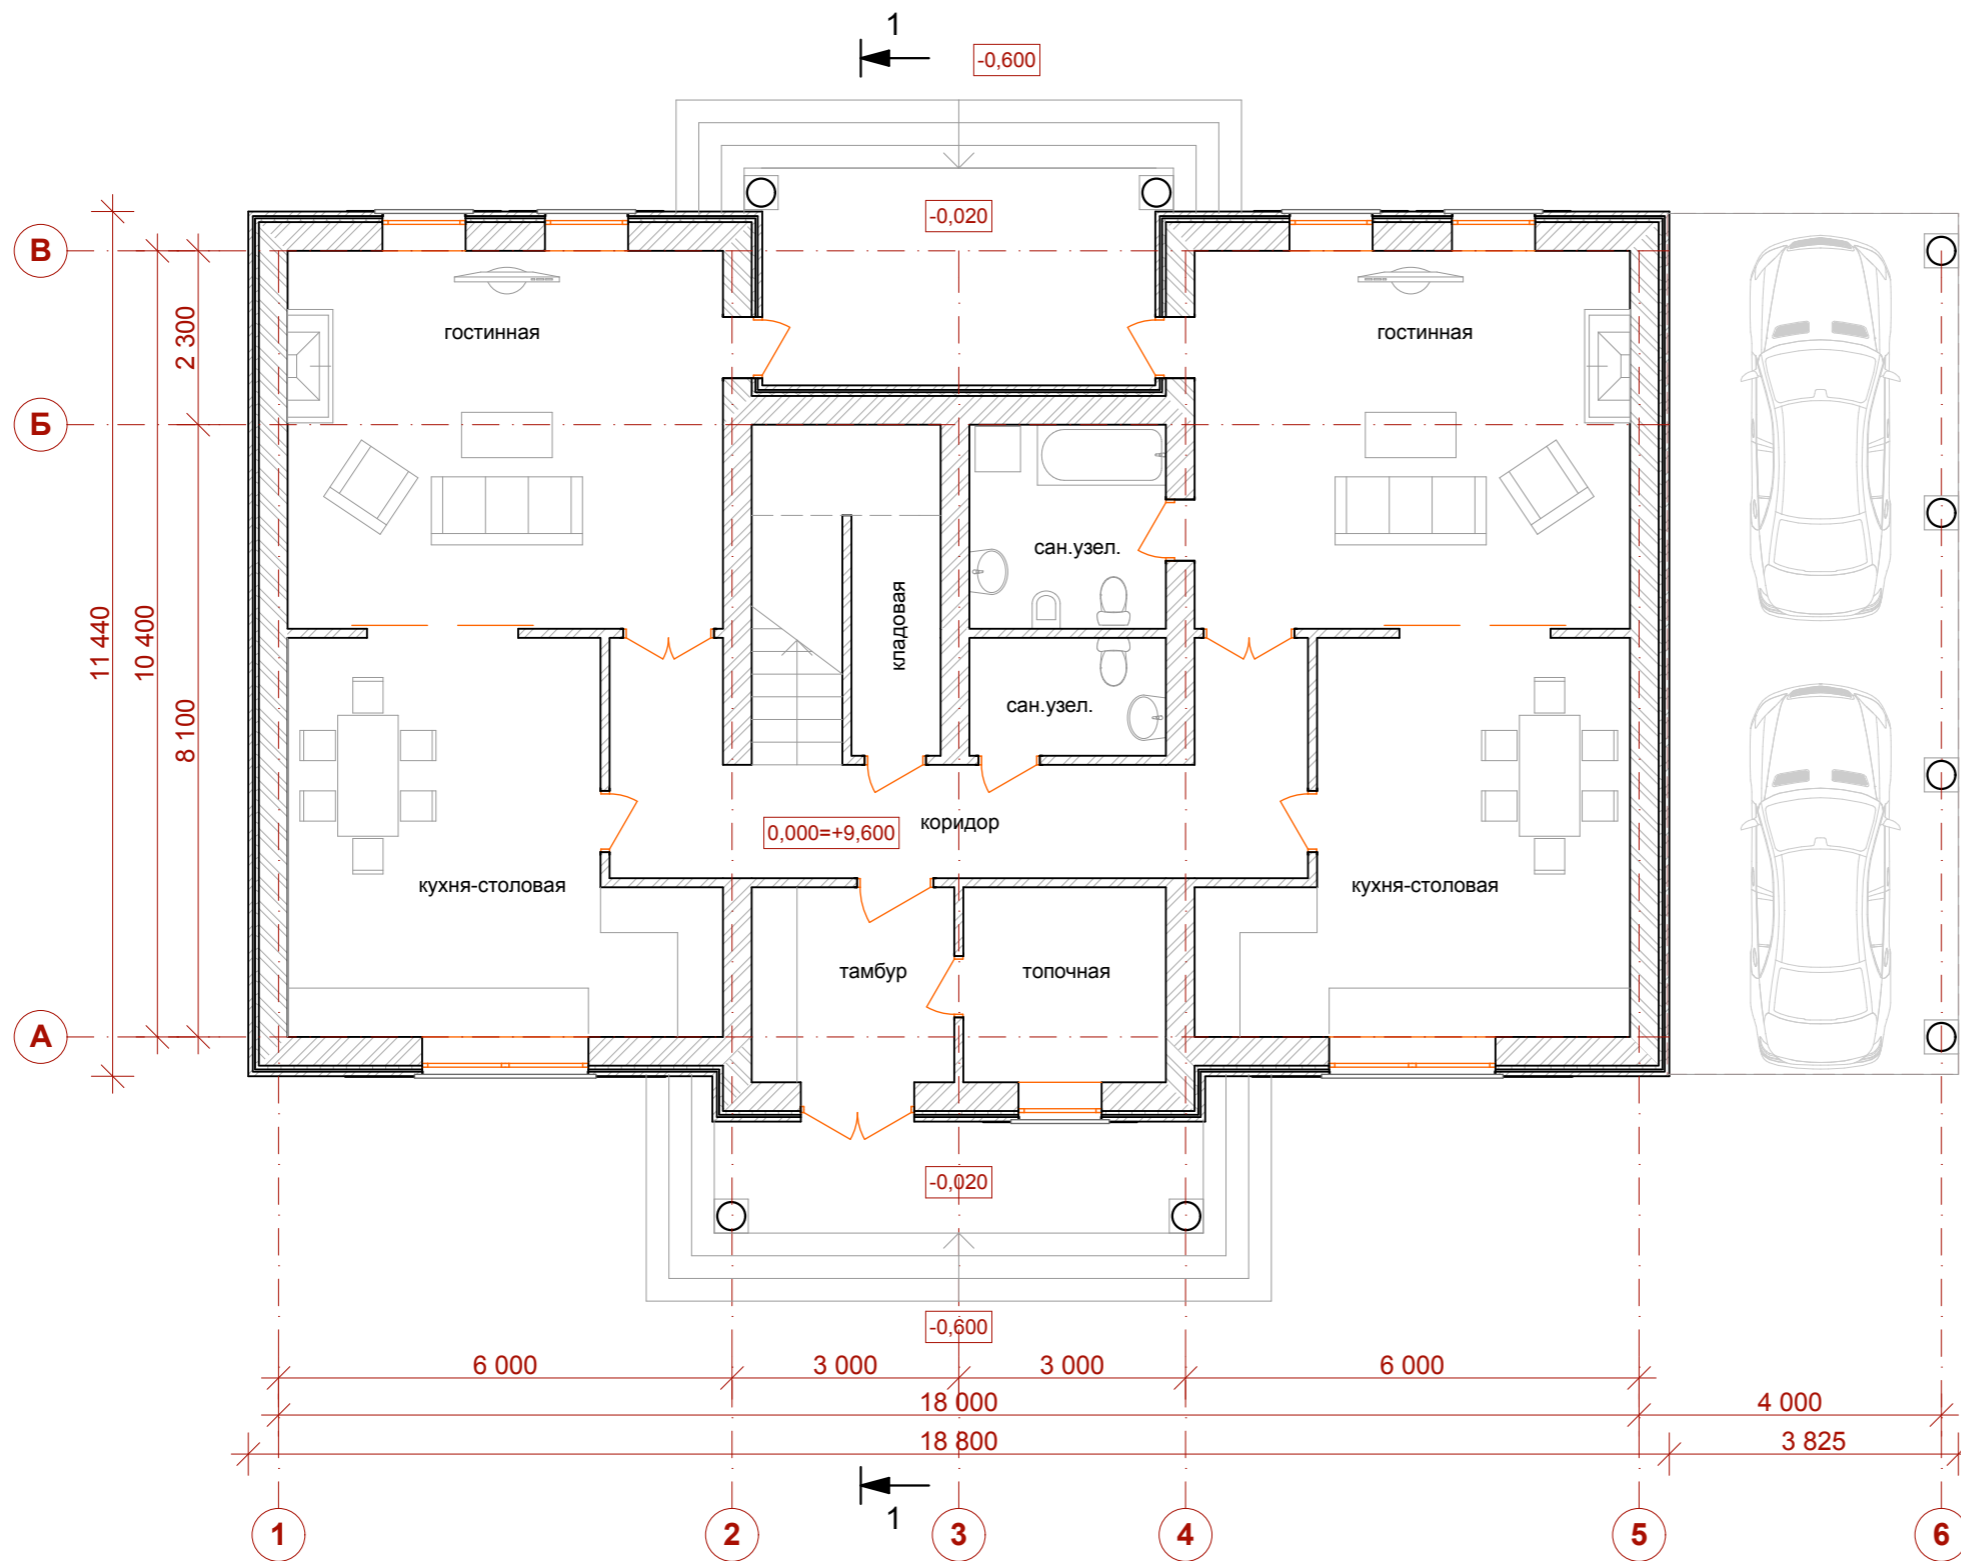 1
-0,600
-0,020
В
2 300
гостинная
гостинная
Б
сан.узел.
кладовая
11 440
10 400
8 100
сан.узел.
0,000=+9,600
коридор
кухня-столовая
кухня-столовая
тамбур
топочная
А
-0,020
-0,600
6 000
3 000
3 000
6 000
18 000
4 000
18 800
3 825
1
1
2
3
4
5
6